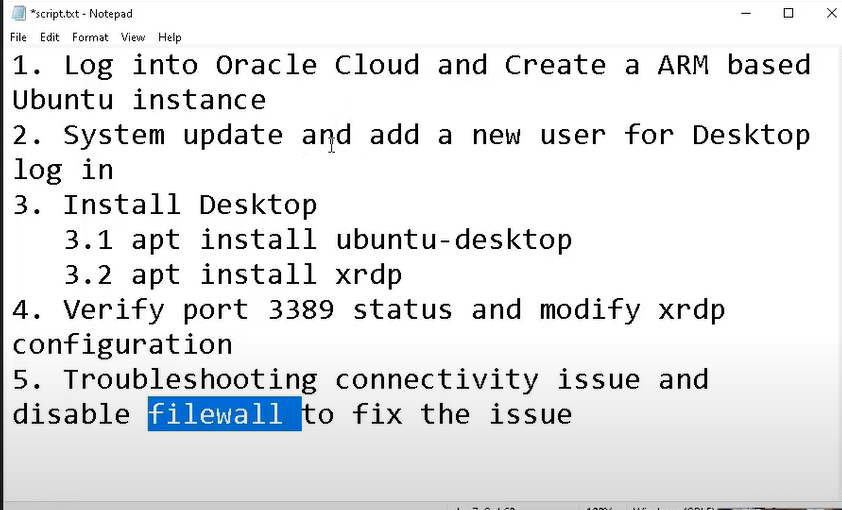 *script.txt - Notepad
File Edit Format View Help
1. Log into Oracle Cloud and Create a ARM based
Ubuntu instance
2. System update and add a new user for Desktop
log in
3. Install Desktop
3.1 apt install ubuntu-desktop
3.2 apt install xrdp
4. Verify port 3389 status and modify xrdp
configuration
5. Troubleshooting connectivity issue and
disable filewall to fix the issue